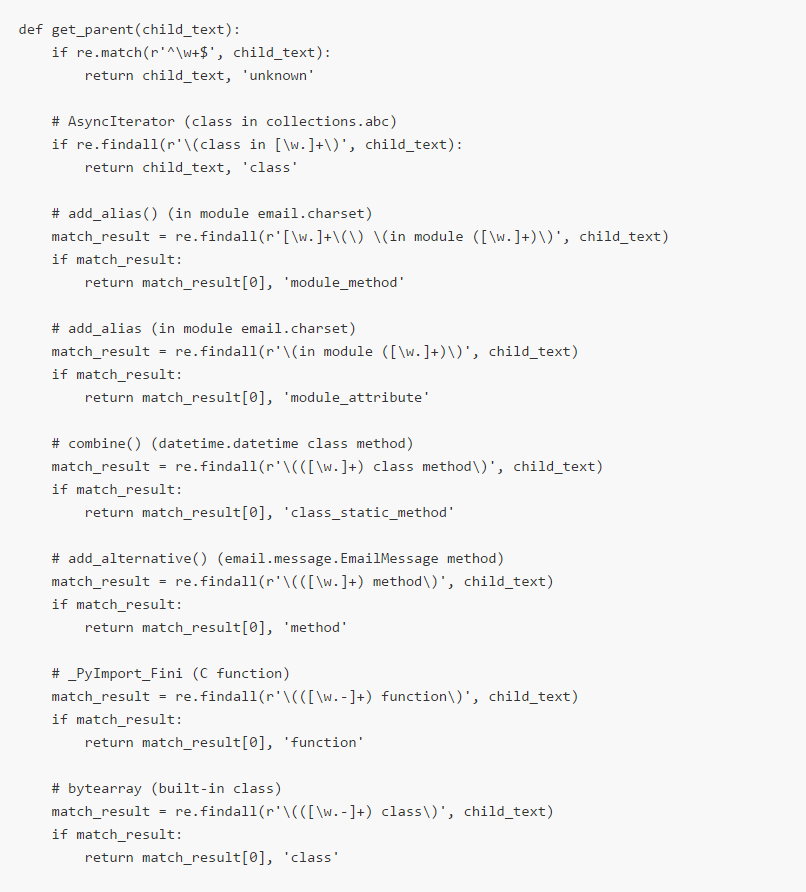 def get_parent(child_text):
    if re.match(r'^\w+$', child_text):
        return child_text, 'unknown'

    # AsyncIterator (class in collections.abc)
    if re.findall(r'\(class in [\w.]+\)', child_text):
        return child_text, 'class'

    # add_alias() (in module email.charset)
    match_result = re.findall(r'[\w.]+\(\) \(in module ([\w.]+)\)', child_text)
    if match_result:
        return match_result[0], 'module_method'

    # add_alias (in module email.charset)
    match_result = re.findall(r'\(in module ([\w.]+)\)', child_text)
    if match_result:
        return match_result[0], 'module_attribute'

    # combine() (datetime.datetime class method)
    match_result = re.findall(r'\(([\w.]+) class method\)', child_text)
    if match_result:
        return match_result[0], 'class_static_method'

    # add_alternative() (email.message.EmailMessage method)
    match_result = re.findall(r'\(([\w.]+) method\)', child_text)
    if match_result:
        return match_result[0], 'method'

    # _PyImport_Fini (C function)
    match_result = re.findall(r'\(([\w.-]+) function\)', child_text)
    if match_result:
        return match_result[0], 'function'

    # bytearray (built-in class)
    match_result = re.findall(r'\(([\w.-]+) class\)', child_text)
    if match_result:
        return match_result[0], 'class'